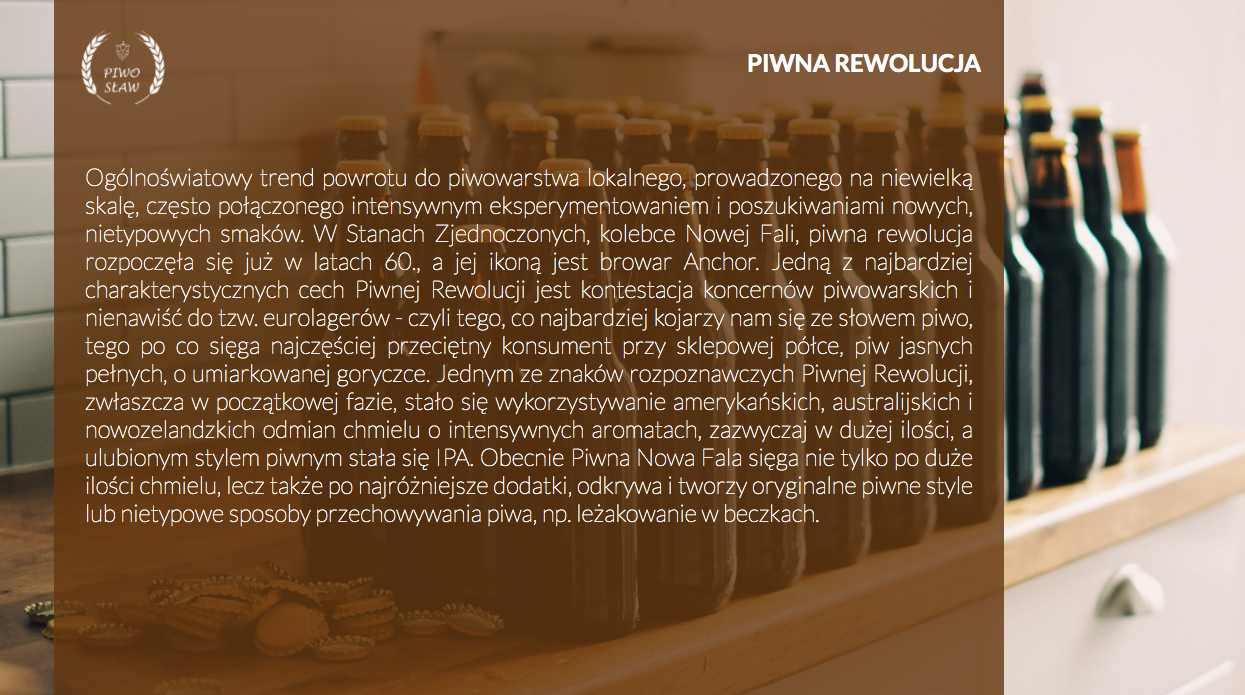 PIWO
SŁAW
PIWNA REWOLUCJA
Ogólnoświatowy trend powrotu do piwowarstwa lokalnego, prowadzonego na niewielką
skalę, często połączonego intensywnym eksperymentowaniem i poszukiwaniami nowych,
nietypowych smaków. W Stanach Zjednoczonych, kolebce Nowej Fali, piwna rewolucja
rozpoczęła się już w latach 60., a jej ikoną jest browar Anchor. Jedną z najbardziej
charakterystycznych cech Piwnej Rewolucji jest kontestacja koncernów piwowarskich i
nienawiść do tzw. eurolagerów - czyli tego, co najbardziej kojarzy nam się ze słowem piwo,
tego po co sięga najczęściej przeciętny konsument przy sklepowej półce, piw jasnych
pełnych, o umiarkowanej goryczce. Jednym ze znaków rozpoznawczych Piwnej Rewolucji,
zwłaszcza w początkowej fazie, stało się wykorzystywanie amerykańskich, australijskich i
nowozelandzkich odmian chmielu o intensywnych aromatach, zazwyczaj w dużej ilości, a
ulubionym stylem piwnym stała się IPA. Obecnie Piwna Nowa Fala sięga nie tylko po duże
ilości chmielu, lecz także po najróżniejsze dodatki, odkrywa i tworzy oryginalne piwne style
lub nietypowe sposoby przechowywania piwa, np. leżakowanie w beczkach.